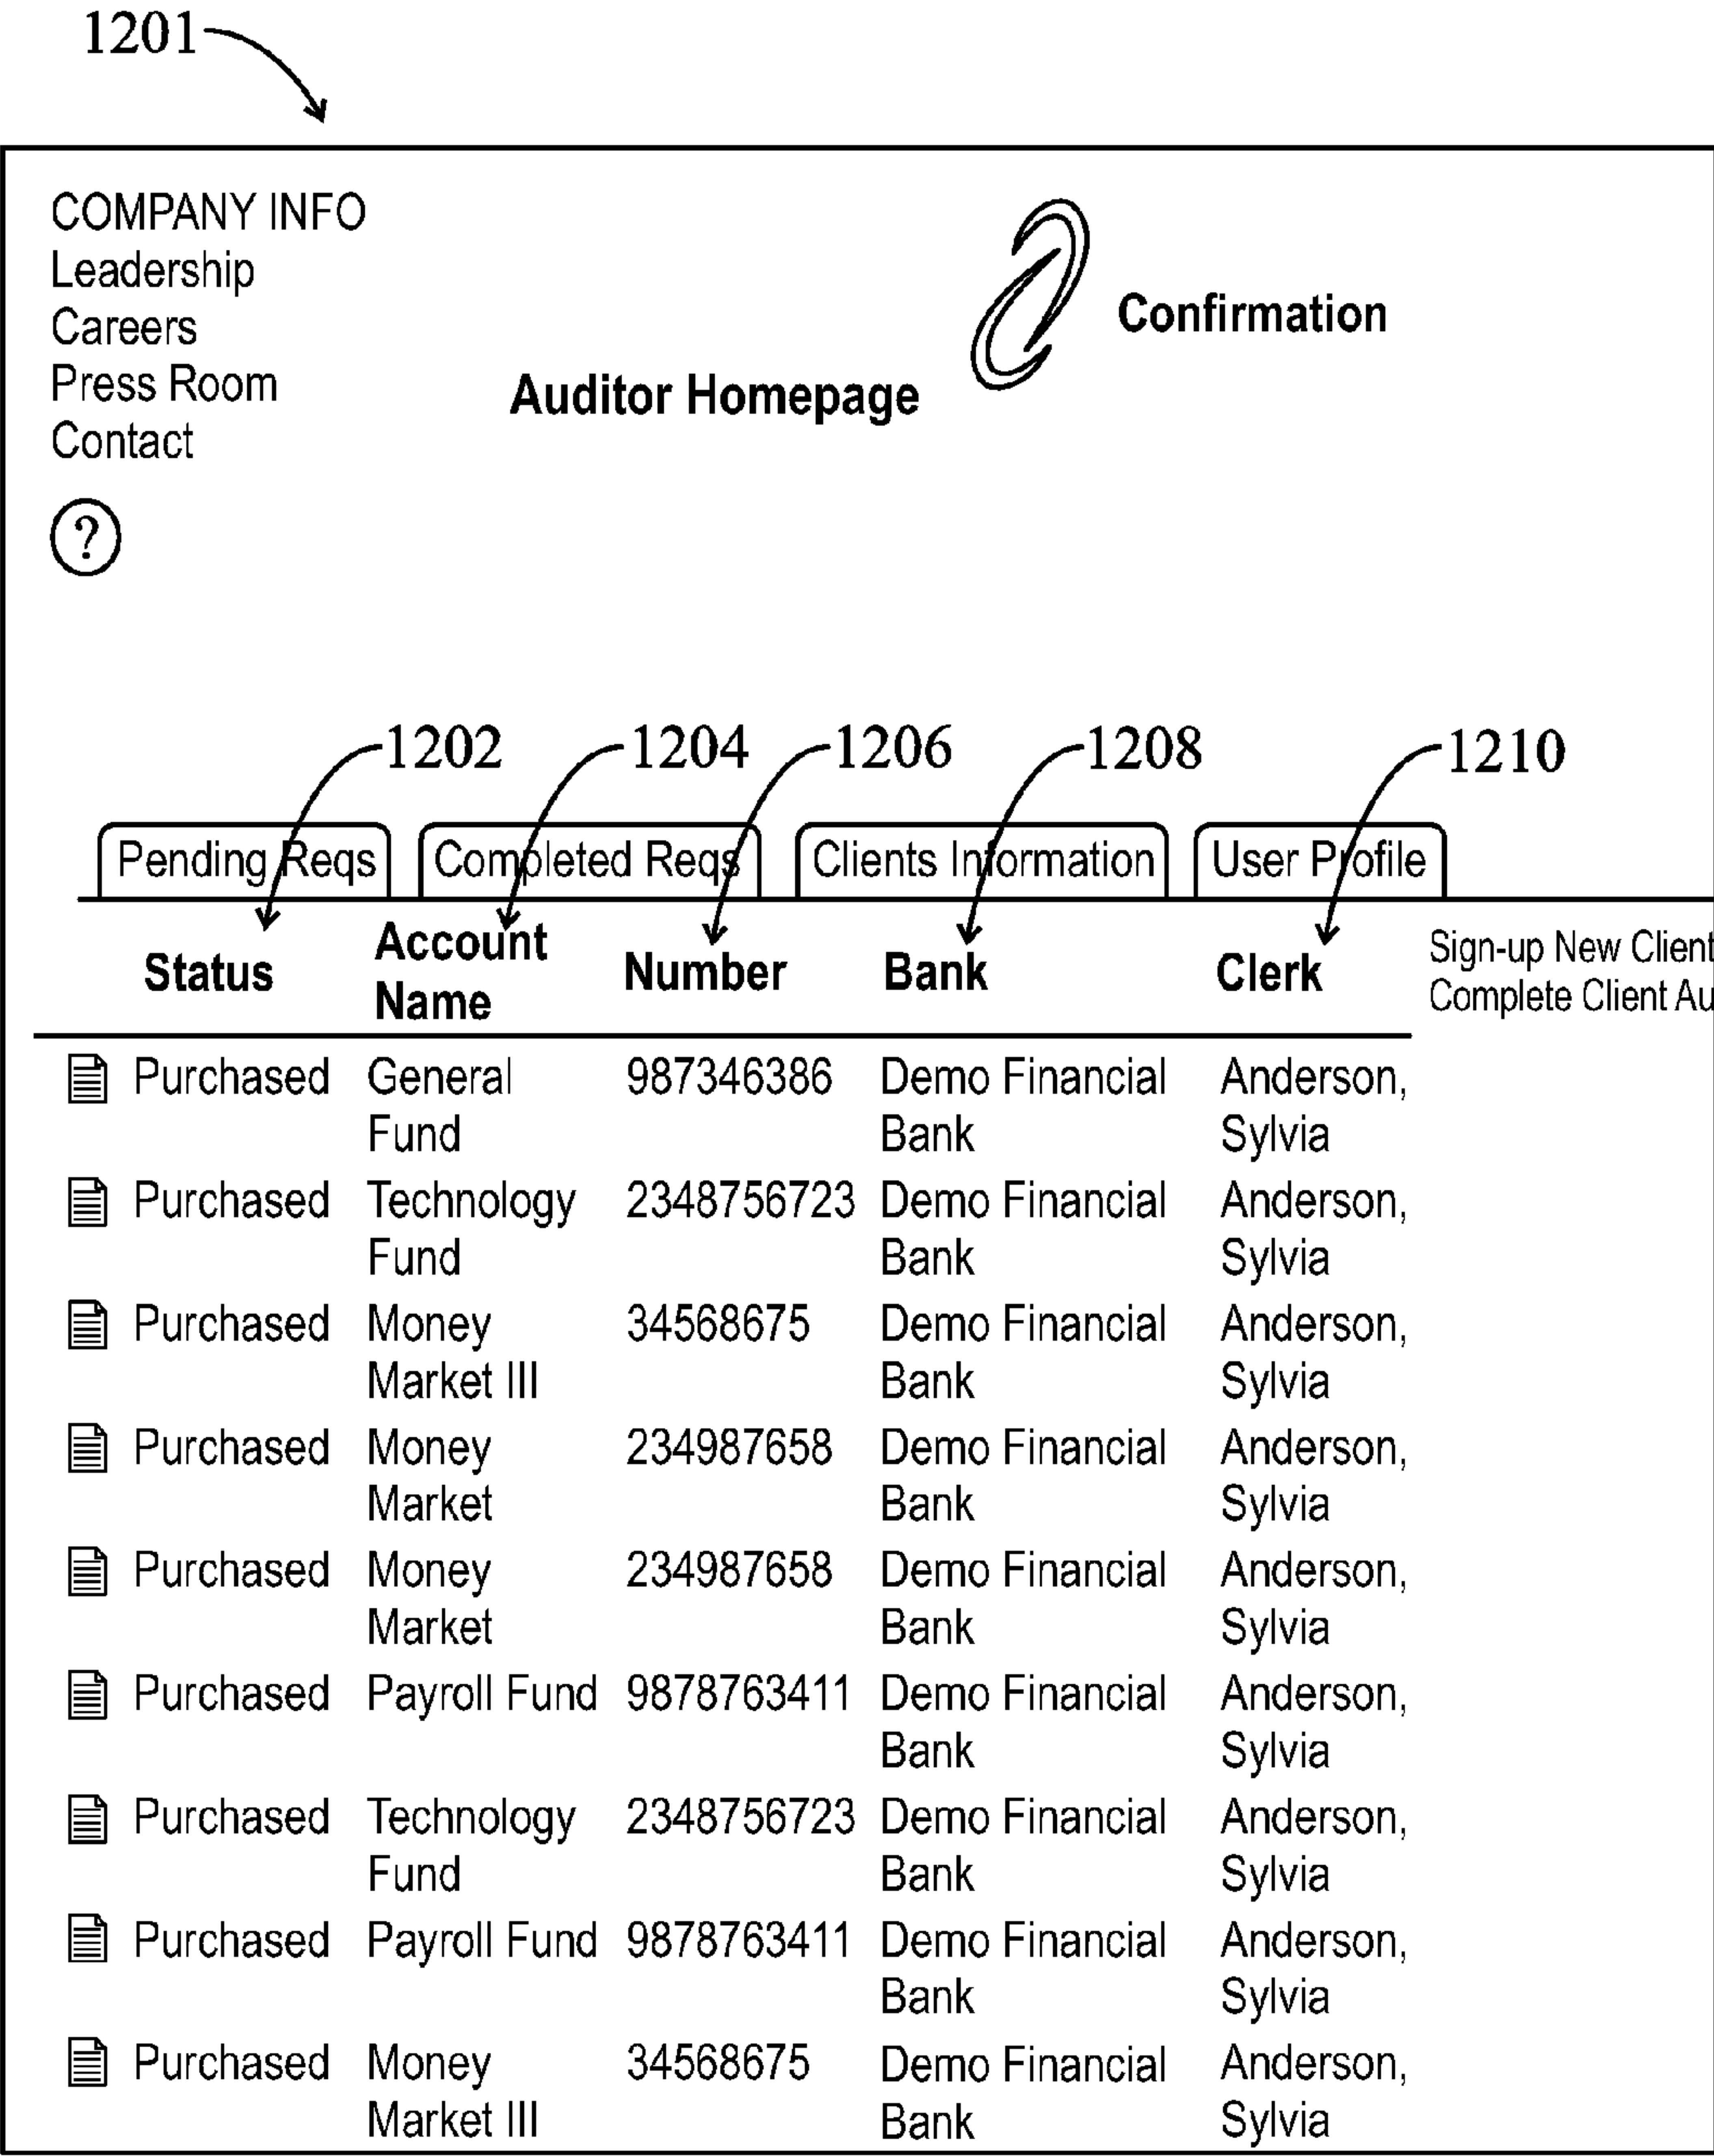 1201
COMPANY INFO
Leadership
Careers
Press Room
Contact
?
Confirmation
Auditor Homepage
1202 1204 1206 1208 1210
Pending Reqs Completed Reqs Clients Information User Profile
Status Account Name Number Bank Clerk
Sign-up New Client
Complete Client Au
Purchased General 987346386 Demo Financial Anderson,
Fund Bank Sylvia
Purchased Technology 2348756723 Demo Financial Anderson,
Fund Bank Sylvia
Purchased Money 34568675 Demo Financial Anderson,
Market III Bank Sylvia
Purchased Money 234987658 Demo Financial Anderson,
Market Bank Sylvia
Purchased Money 234987658 Demo Financial Anderson,
Market Bank Sylvia
Purchased Payroll Fund 9878763411 Demo Financial Anderson,
Bank Sylvia
Purchased Technology 2348756723 Demo Financial Anderson,
Fund Bank Sylvia
Purchased Payroll Fund 9878763411 Demo Financial Anderson,
Bank Sylvia
Purchased Money 34568675 Demo Financial Anderson,
Market III Bank Sylvia